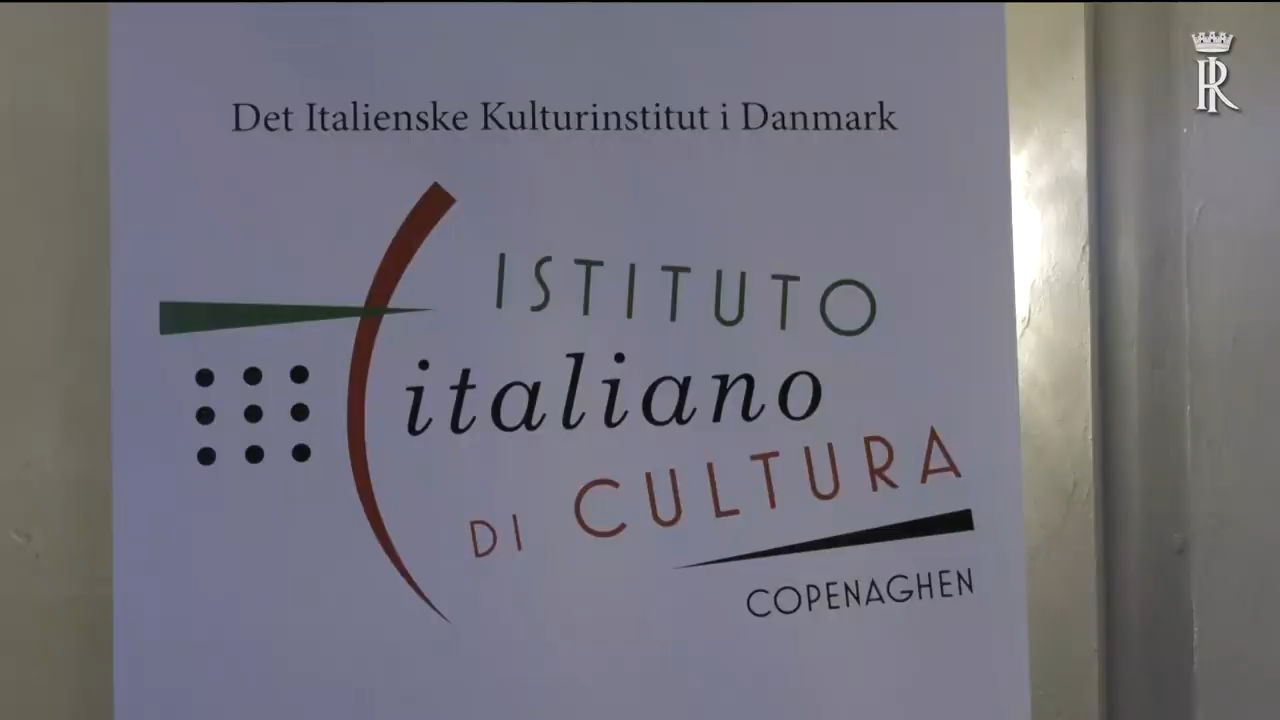 Det Italienske Kulturinstitut i Danmark
ISTITUTO
italiano
DI CULTURA
COPENAGHEN